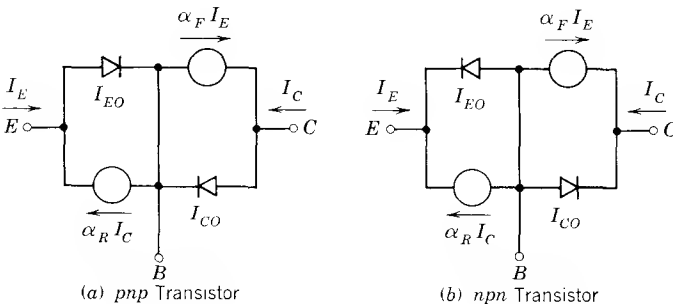 α_F I_E
I_E
I_EO
I_C
E
C
α_R I_C
I_CO
B
(a) pnp Transistor
α_F I_E
I_E
I_EO
I_C
E
C
α_R I_C
I_CO
B
(b) npn Transistor